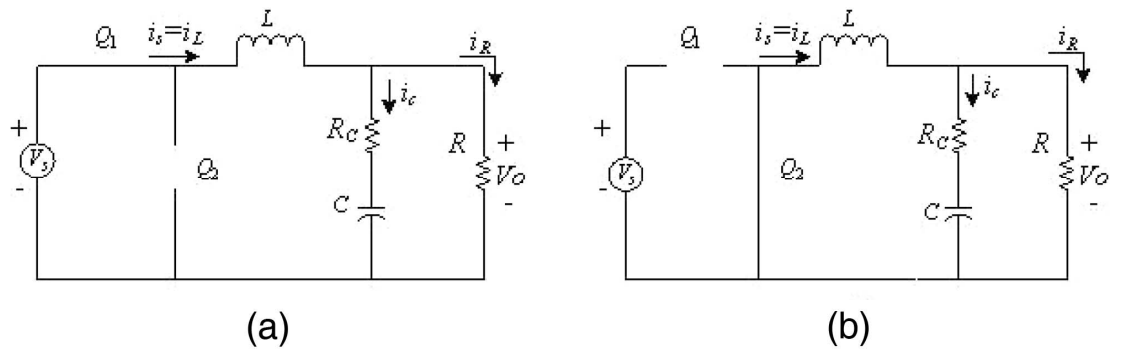 Q1 is=iL L iR
+ Vs - Q2 RC ic C R + VO -
(a)
Q1 is=iL L iR
+ Vs - Q2 RC ic C R + VO -
(b)